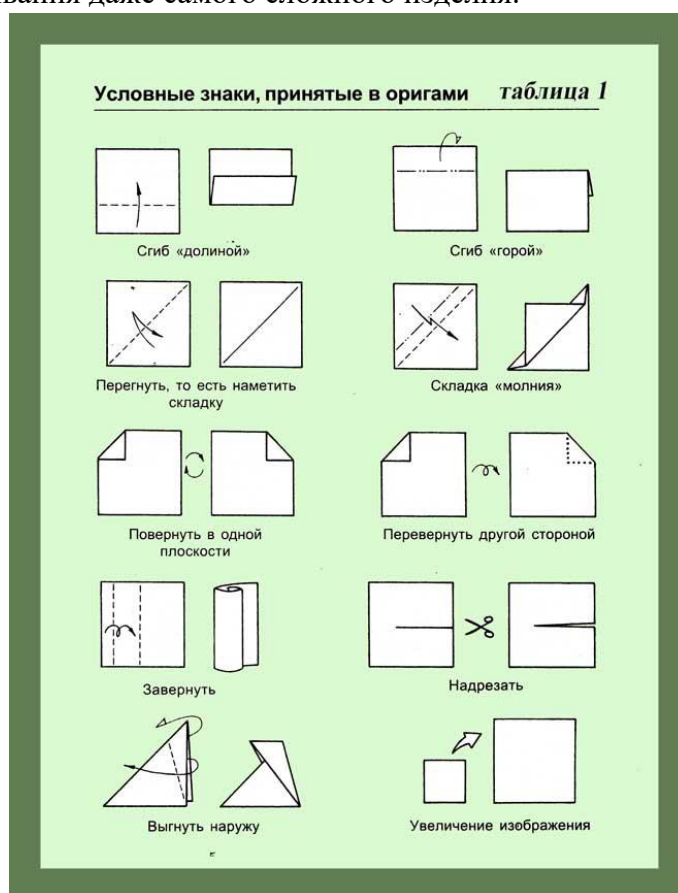 даже самого сложного изделия.
Условные знаки, принятые в оригами таблица 1
Сгиб «долиной»
Сгиб «горой»
Перегнуть, то есть наметить
складку
Складка «молния»
Повернуть в одной
плоскости
Перевернуть другой стороной
Завернуть
Надрезать
Выгнуть наружу
Увеличение изображения